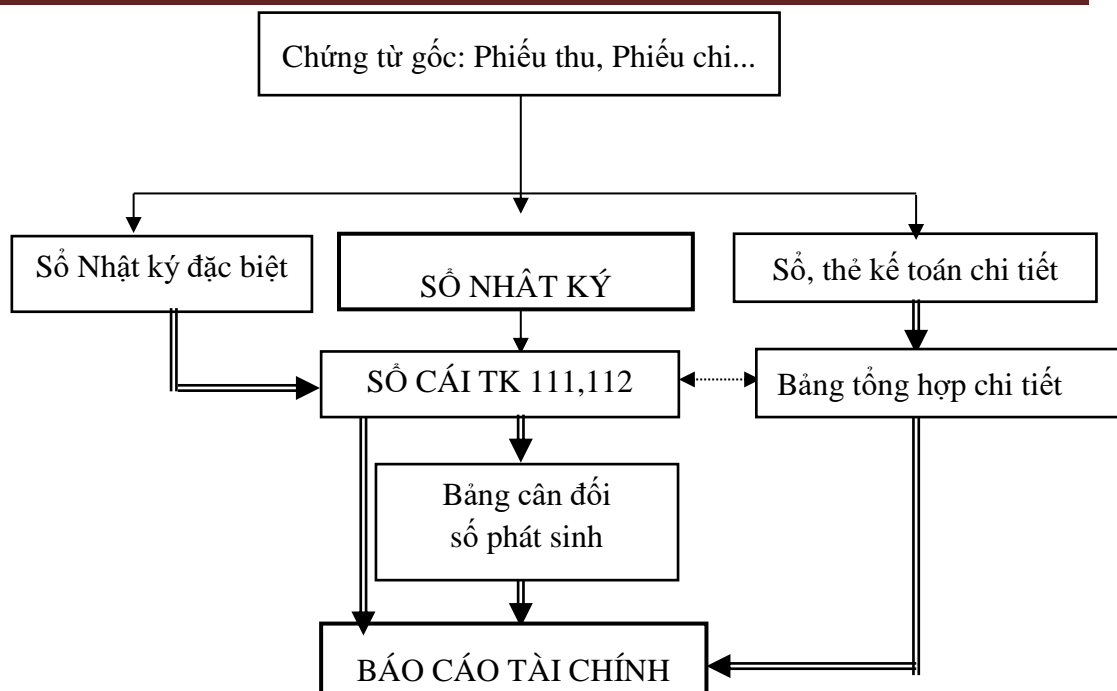 Chứng từ gốc: Phiếu thu, Phiếu chi...
Sổ Nhật ký đặc biệt
SỔ NHÂT KÝ
Sổ, thẻ kế toán chi tiết
SỔ CÁI TK 111,112
Bảng tổng hợp chi tiết
Bảng cân đối
số phát sinh
BÁO CÁO TÀI CHÍNH